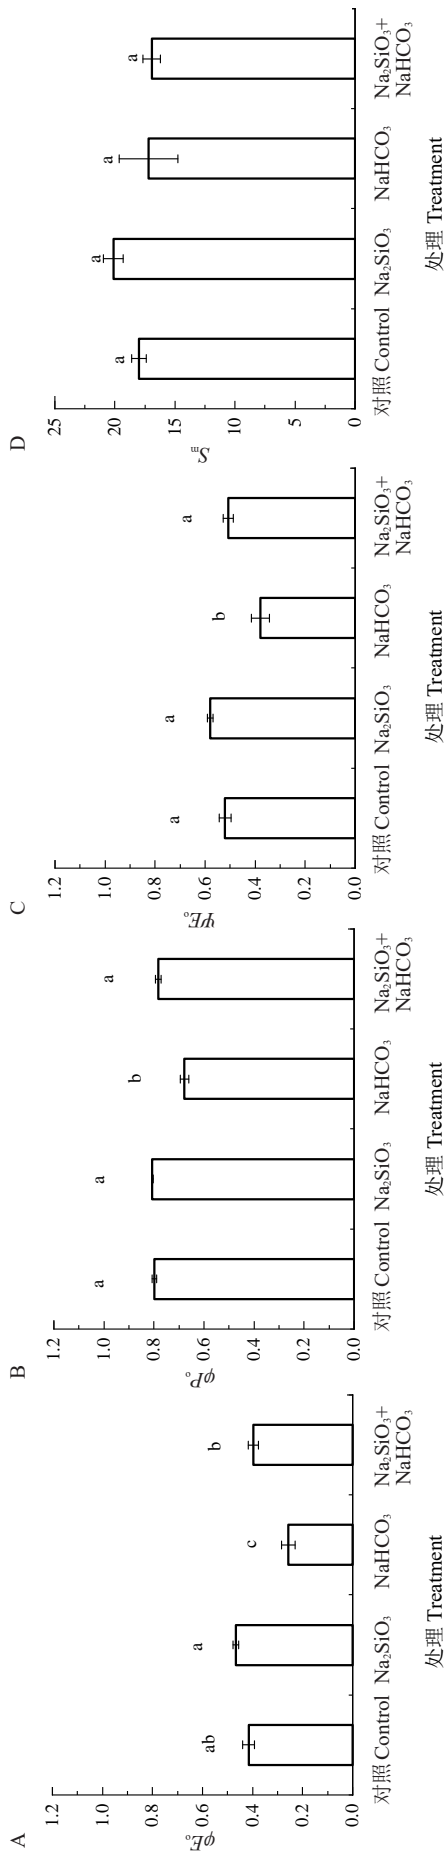 A
φEₒ
1.2
1.0
0.8
0.6
0.4
0.2
0.0
ab
a
c
b
对照 Control
Na₂SiO₃
NaHCO₃
Na₂SiO₃+
NaHCO₃
处理 Treatment
B
φPₒ
1.2
1.0
0.8
0.6
0.4
0.2
0.0
a
a
b
a
对照 Control
Na₂SiO₃
NaHCO₃
Na₂SiO₃+
NaHCO₃
处理 Treatment
C
ΨEₒ
1.2
1.0
0.8
0.6
0.4
0.2
0.0
a
a
b
a
对照 Control
Na₂SiO₃
NaHCO₃
Na₂SiO₃+
NaHCO₃
处理 Treatment
D
Sₘ
25
20
15
10
5
0
a
a
a
a
对照 Control
Na₂SiO₃
NaHCO₃
Na₂SiO₃+
NaHCO₃
处理 Treatment